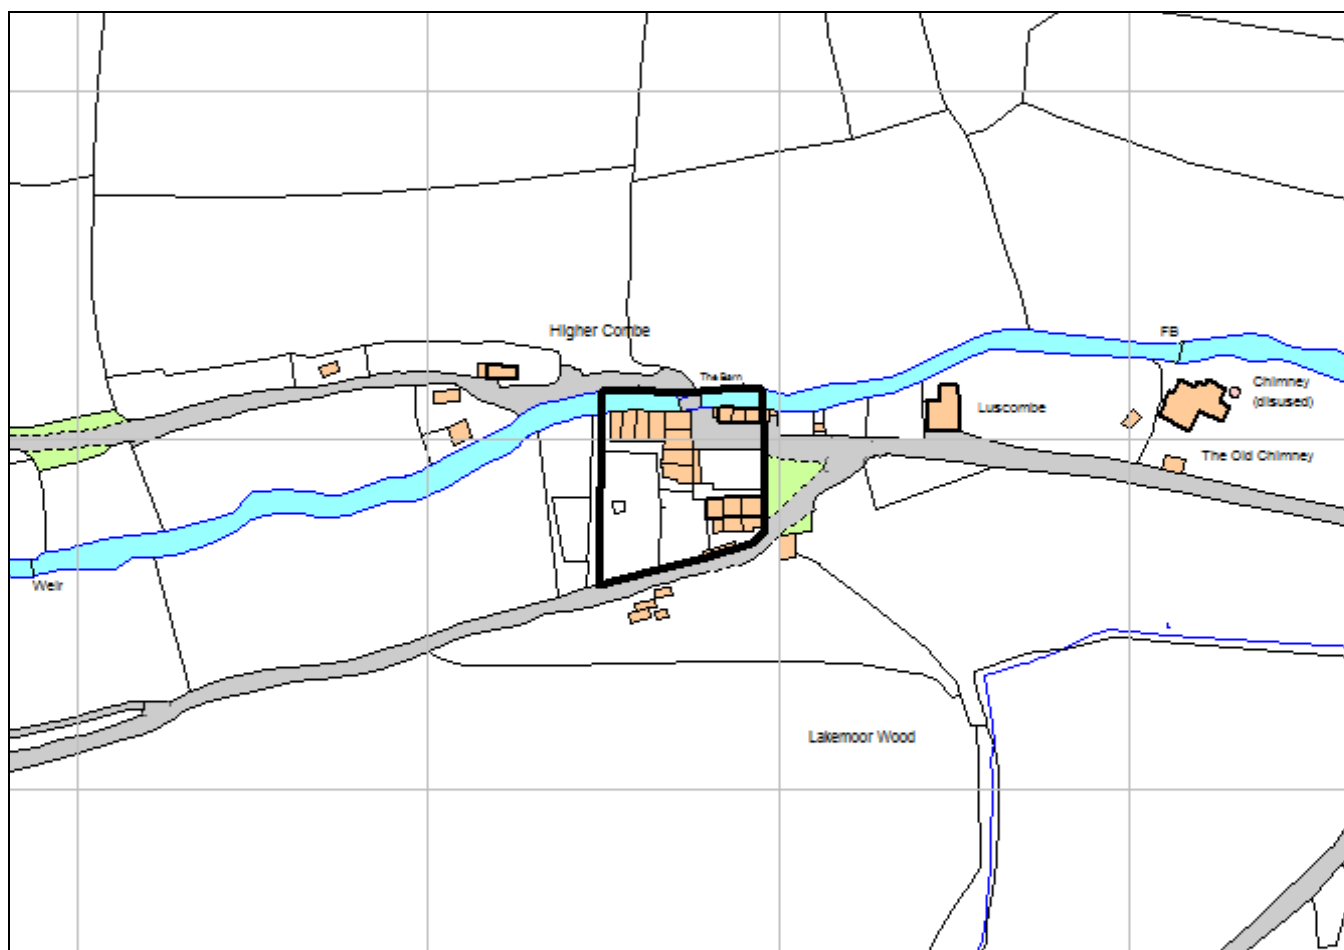 Higher Combe
FB
The Barn
Chimney
(disused)
Luscombe
The Old Chimney
Weir
Lakemoor Wood